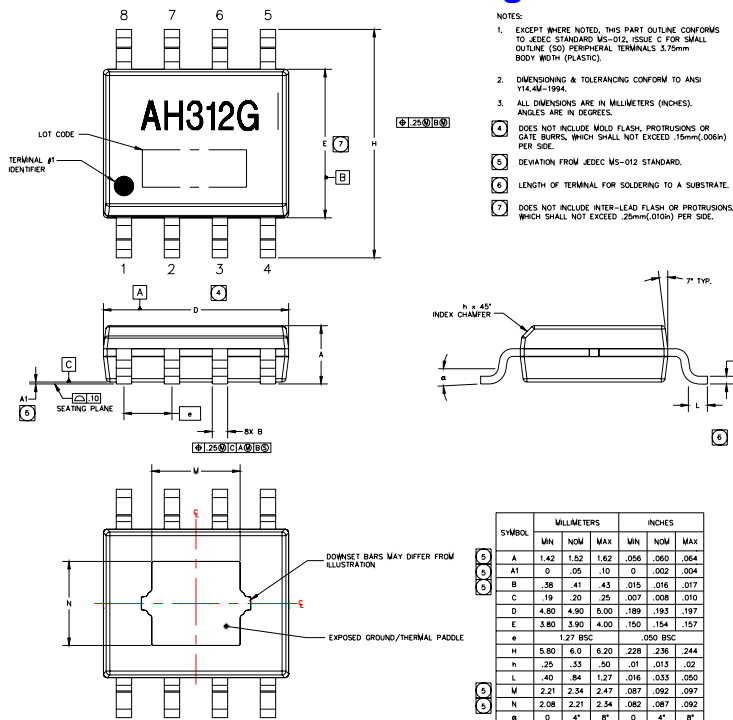 8 7 6 5
AH312G
LOT CODE
TERMINAL #1
IDENTIFIER
E 7
B
H
.25 M B M
1 2 3 4
NOTES:
1. EXCEPT WHERE NOTED, THIS PART OUTLINE CONFORMS
TO JEDEC STANDARD MS-012, ISSUE C FOR SMALL
OUTLINE (SO) PERIPHERAL TERMINALS 3.75mm
BODY WIDTH (PLASTIC).
2. DIMENSIONING & TOLERANCING CONFORM TO ANSI
Y14.4M-1994.
3. ALL DIMENSIONS ARE IN MILLIMETERS (INCHES).
ANGLES ARE IN DEGREES.
4 DOES NOT INCLUDE MOLD FLASH, PROTRUSIONS OR
GATE BURRS, WHICH SHALL NOT EXCEED .15mm(.006in)
PER SIDE.
5 DEVIATION FROM JEDEC MS-012 STANDARD.
6 LENGTH OF TERMINAL FOR SOLDERING TO A SUBSTRATE.
7 DOES NOT INCLUDE INTER-LEAD FLASH OR PROTRUSIONS.
WHICH SHALL NOT EXCEED .25mm(.010in) PER SIDE.
A 4
D
A
C
A1
5
.10
SEATING PLANE
e
8X B
.25 M C A M B S
7° TYP.
h x 45°
INDEX CHAMFER
α
L
6
M
N
DOWNSET BARS MAY DIFFER FROM
ILLUSTRATION
EXPOSED GROUND/THERMAL PADDLE
SYMBOL MILLIMETERS INCHES
MIN NOM MAX MIN NOM MAX
5 A 1.42 1.52 1.62 .056 .060 .064
5 A1 0 .05 .10 0 .002 .004
5 B .38 .41 .43 .015 .016 .017
C .19 .20 .25 .007 .008 .010
D 4.80 4.90 5.00 .189 .193 .197
E 3.80 3.90 4.00 .150 .154 .157
e 1.27 BSC .050 BSC
H 5.80 6.0 6.20 .228 .236 .244
h .25 .33 .50 .01 .013 .02
L .40 .84 1.27 .016 .033 .050
5 M 2.21 2.34 2.47 .087 .092 .097
5 N 2.08 2.21 2.34 .082 .087 .092
α 0 4° 8° 0 4° 8°